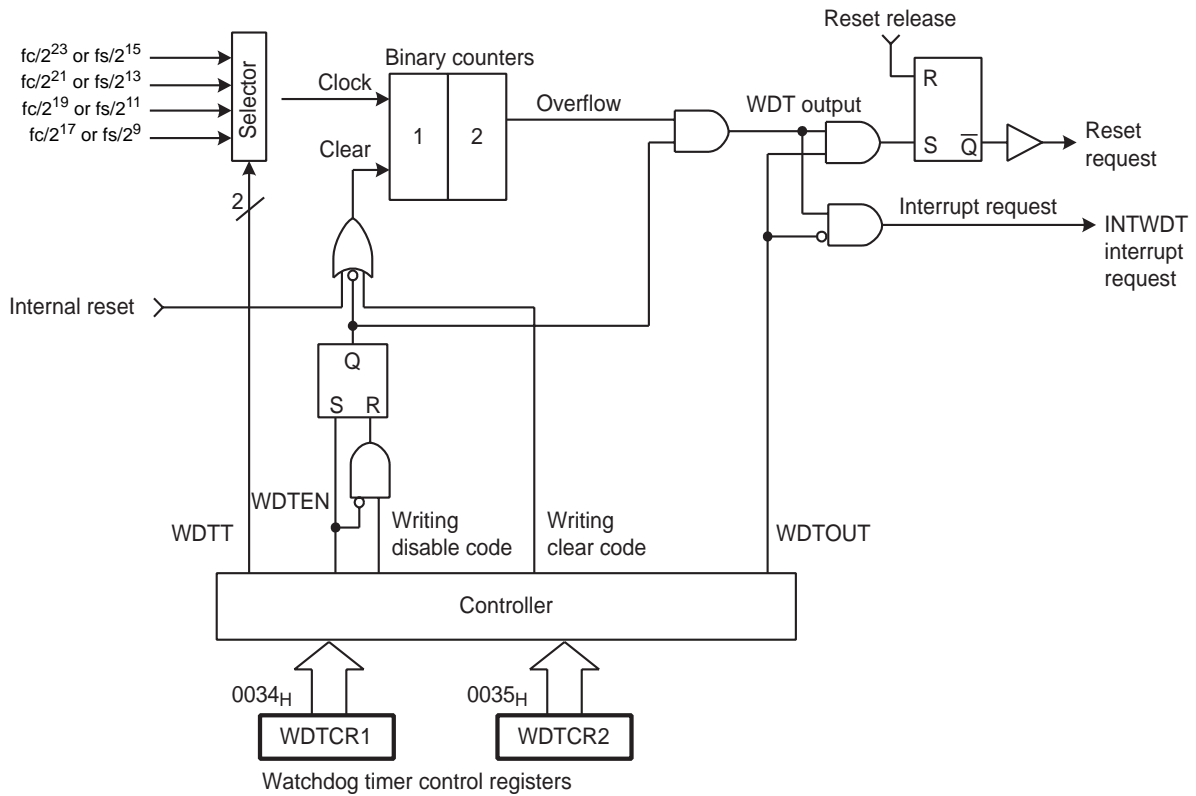 Reset release
fc/2^23 or fs/2^15
fc/2^21 or fs/2^13
fc/2^19 or fs/2^11
fc/2^17 or fs/2^9
Selector
Binary counters
Clock
1
2
Clear
Overflow
WDT output
R
S
Q̅
Reset
request
2
Interrupt request
INTWDT
interrupt
request
Internal reset
Q
S
R
WDTEN
WDTT
Writing
disable code
Writing
clear code
WDTOUT
Controller
0034H
0035H
WDTCR1
WDTCR2
Watchdog timer control registers